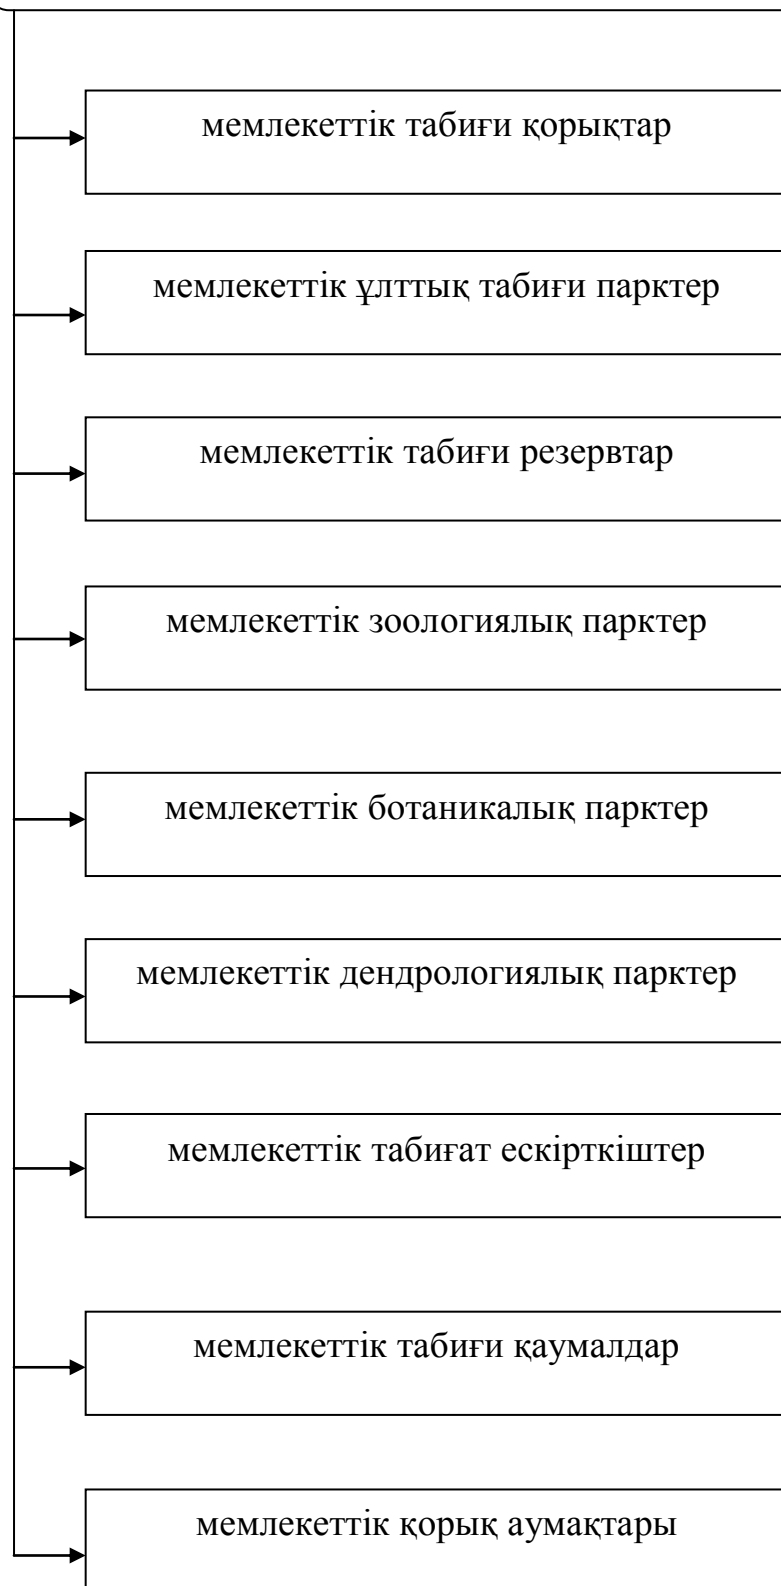 мемлекеттік табиғи қорықтар
мемлекеттік ұлттық табиғи парктер
мемлекеттік табиғи резервтар
мемлекеттік зоологиялық парктер
мемлекеттік ботаникалық парктер
мемлекеттік дендрологиялық парктер
мемлекеттік табиғат ескірткіштер
мемлекеттік табиғи қаумалдар
мемлекеттік қорық аумақтары